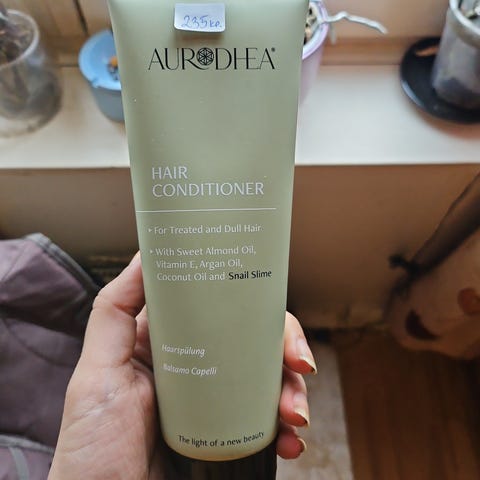 235kr.
AURODHEA®
HAIR
CONDITIONER
For Treated and Dull Hair
With Sweet Almond Oil,
Vitamin E, Argan Oil,
Coconut Oil and Snail Slime
Haarspülung
Balsamo Capelli
The light of a new beauty